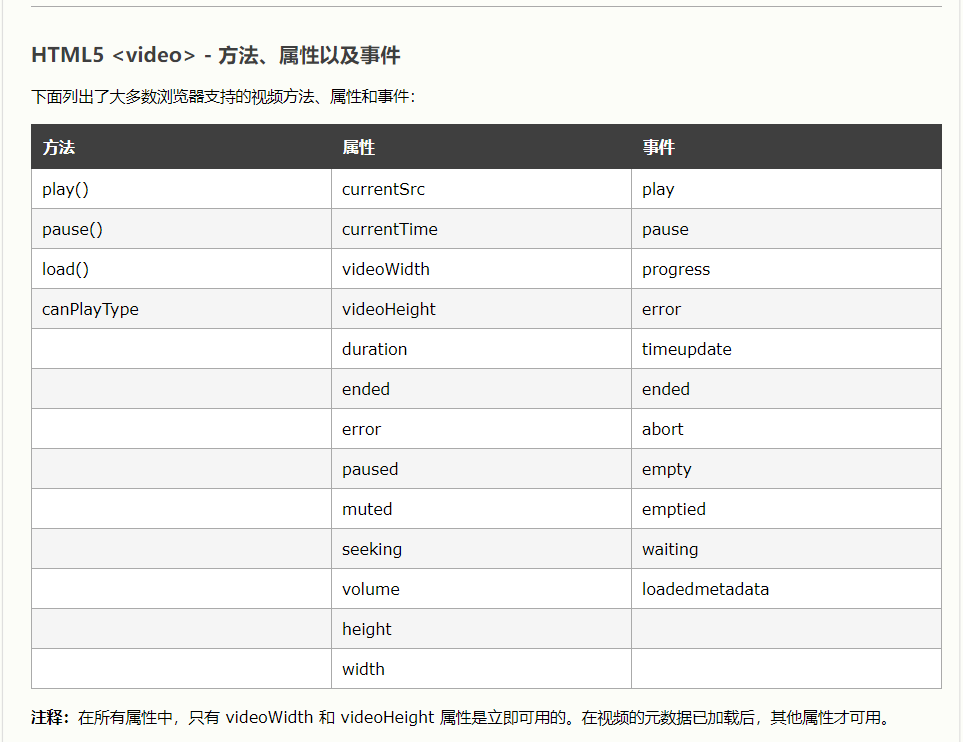 HTML5 <video> - 方法、属性以及事件
下面列出了大多数浏览器支持的视频方法、属性和事件：
方法 属性 事件
play() currentSrc play
pause() currentTime pause
load() videoWidth progress
canPlayType videoHeight error
duration timeupdate
ended ended
error abort
paused empty
muted emptied
seeking waiting
volume loadedmetadata
height
width
注释：在所有属性中，只有 videoWidth 和 videoHeight 属性是立即可用的。在视频的元数据已加载后，其他属性才可用。